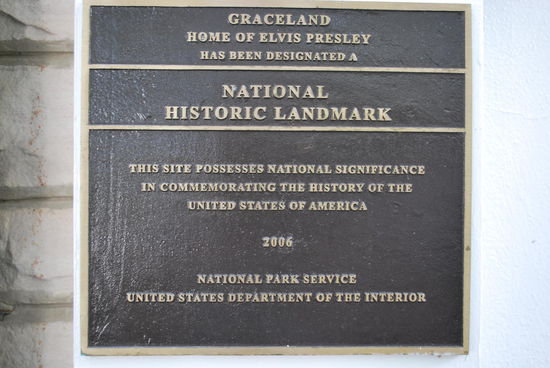 GRACELAND
HOME OF ELVIS PRESLEY
HAS BEEN DESIGNATED A
NATIONAL
HISTORIC LANDMARK
THIS SITE POSSESSES NATIONAL SIGNIFICANCE
IN COMMEMORATING THE HISTORY OF THE
UNITED STATES OF AMERICA
2006
NATIONAL PARK SERVICE
UNITED STATES DEPARTMENT OF THE INTERIOR